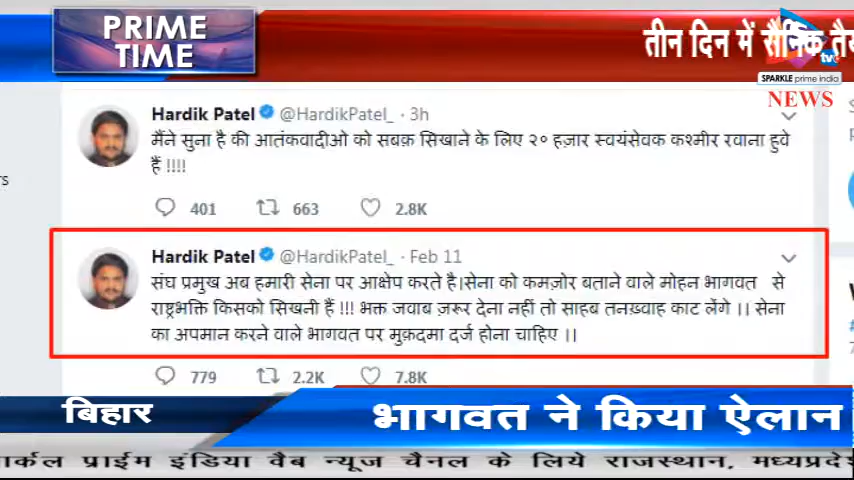 PRIME
TIME
तीन दिन में सैनिक
tv
SPARKLE prime india
NEWS
Hardik Patel @HardikPatel_ · 3h
मैंने सुना है की आतंकवादीओ को सबक़ सिखाने के लिए २० हज़ार स्वयंसेवक कश्मीर रवाना हुवे
हैं !!!!
401 663 2.8K
Hardik Patel @HardikPatel_ · Feb 11
संघ प्रमुख अब हमारी सेना पर आक्षेप करते है।सेना को कमज़ोर बताने वाले मोहन भागवत से
राष्ट्रभक्ति किसको सिखनी हैं !!! भक्त जवाब ज़रूर देना नहीं तो साहब तनख़्वाह काट लेंगे ।। सेना
का अपमान करने वाले भागवत पर मुक़दमा दर्ज होना चाहिए ।।
779 2.2K 7.8K
बिहार
भागवत ने किया ऐलान
ार्कल प्राईम इंडिया वैब न्यूज चैनल के लिये राजस्थान, मध्यप्रदे